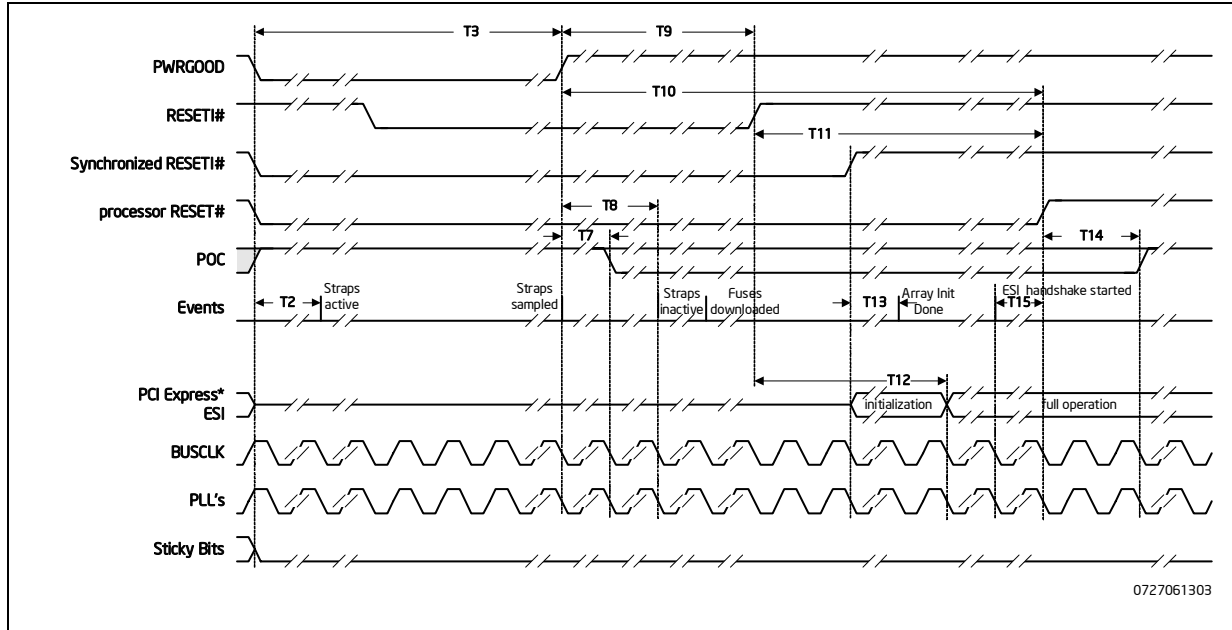 T3
T9
PWRGOOD
T10
RESETI#
T11
Synchronized RESETI#
T8
processor RESET#
T7
T14
POC
Straps
active
Straps
sampled
Straps
inactive
Fuses
downloaded
Array Init
Done
ESI handshake started
Events
T2
T13
T15
T12
PCI Express*
ESI
initialization
full operation
BUSCLK
PLL's
Sticky Bits
0727061303